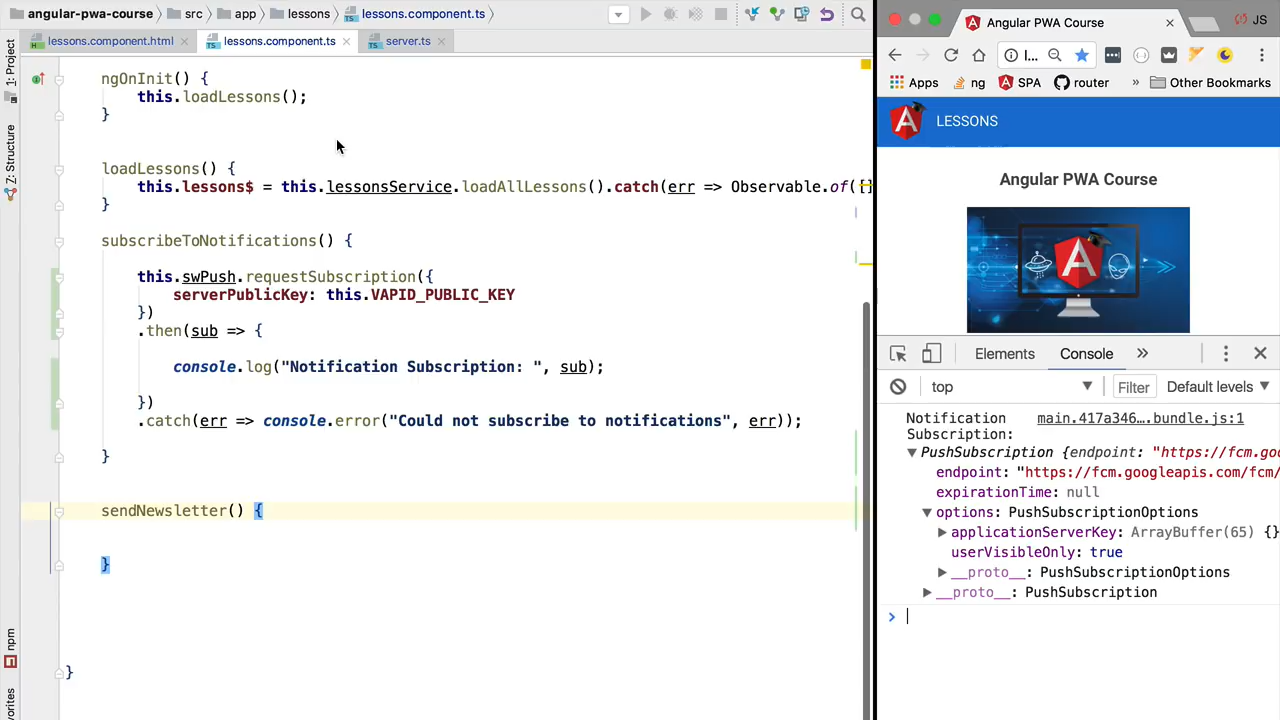 angular-pwa-course
src
app
lessons
lessons.component.ts
lessons.component.html
lessons.component.ts
server.ts
1: Project
Z: Structure
npm
ngOnInit() {
this.loadLessons();
}
loadLessons() {
this.lessons$ = this.lessonsService.loadAllLessons().catch(err => Observable.of([]
}
subscribeToNotifications() {
this.swPush.requestSubscription({
serverPublicKey: this.VAPID_PUBLIC_KEY
})
.then(sub => {
console.log("Notification Subscription: ", sub);
})
.catch(err => console.error("Could not subscribe to notifications", err));
}
sendNewsletter() {
}
}
Angular PWA Course
JS
Apps
ng
SPA
router
»
Other Bookmarks
LESSONS
Angular PWA Course
Elements
Console
»
top
Filter
Default levels
Notification Subscription:
main.417a346….bundle.js:1
PushSubscription {endpoint: "https://fcm.goo
endpoint: "https://fcm.googleapis.com/fcm/
expirationTime: null
options: PushSubscriptionOptions
applicationServerKey: ArrayBuffer(65) {}
userVisibleOnly: true
__proto__: PushSubscriptionOptions
__proto__: PushSubscription
>